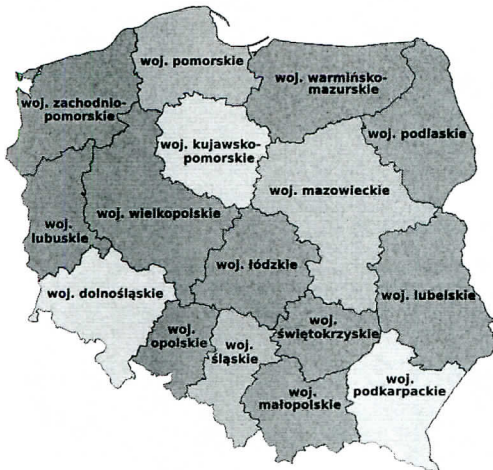 woj. pomorskie
woj. warmińsko-
mazurskie
woj. zachodnio-
pomorskie
woj. podlaskie
woj. kujawsko-
pomorskie
woj. mazowieckie
woj. wielkopolskie
woj.
lubuskie
woj. łódzkie
woj. dolnośląskie
woj. lubelskie
woj.
opolskie
woj.
śląskie
woj.
świętokrzyskie
woj.
małopolskie
woj.
podkarpackie